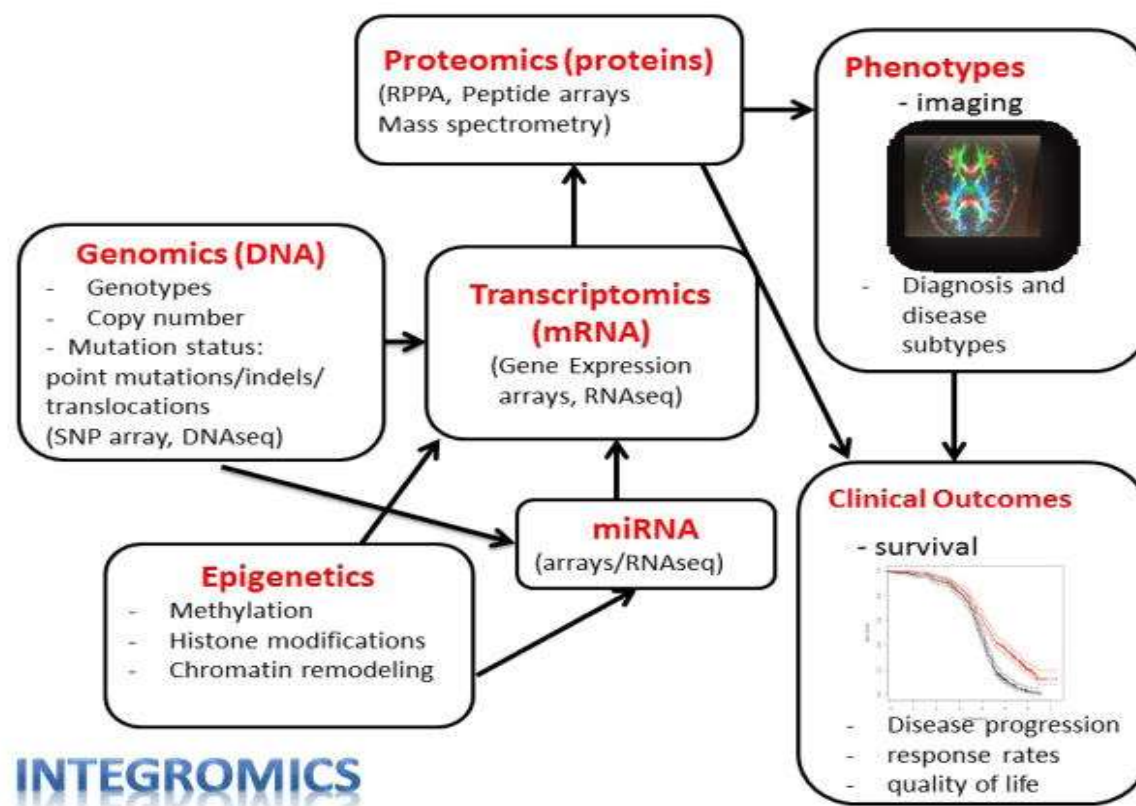 Proteomics (proteins)
(RPPA, Peptide arrays
Mass spectrometry)
Phenotypes
- imaging
- Diagnosis and
disease
subtypes
Genomics (DNA)
- Genotypes
- Copy number
- Mutation status:
point mutations/indels/
translocations
(SNP array, DNAseq)
Transcriptomics
(mRNA)
(Gene Expression
arrays, RNAseq)
miRNA
(arrays/RNAseq)
Epigenetics
- Methylation
- Histone modifications
- Chromatin remodeling
Clinical Outcomes
- survival
- Disease progression
- response rates
- quality of life
INTEGROMICS